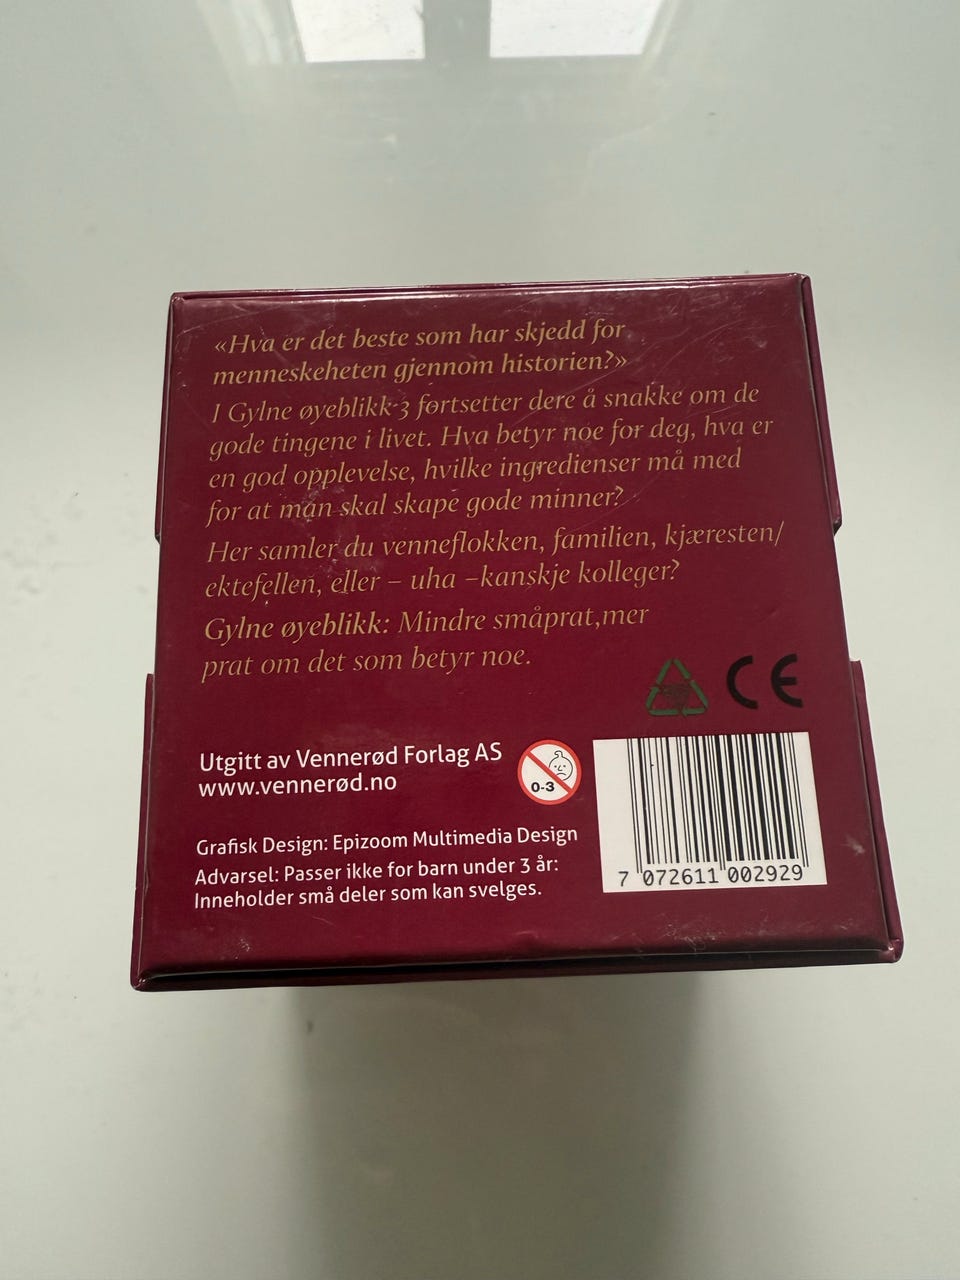 «Hva er det beste som har skjedd for
menneskeheten gjennom historien?»
I Gylne øyeblikk 3 fortsetter dere å snakke om de
gode tingene i livet. Hva betyr noe for deg, hva er
en god opplevelse, hvilke ingredienser må med
for at man skal skape gode minner?
Her samler du venneflokken, familien, kjæresten/
ektefellen, eller – uha –kanskje kolleger?
Gylne øyeblikk: Mindre småprat,mer
prat om det som betyr noe.
CE
Utgitt av Vennerød Forlag AS
www.vennerød.no
0-3
Grafisk Design: Epizoom Multimedia Design
Advarsel: Passer ikke for barn under 3 år:
Inneholder små deler som kan svelges.
7 072611 002929